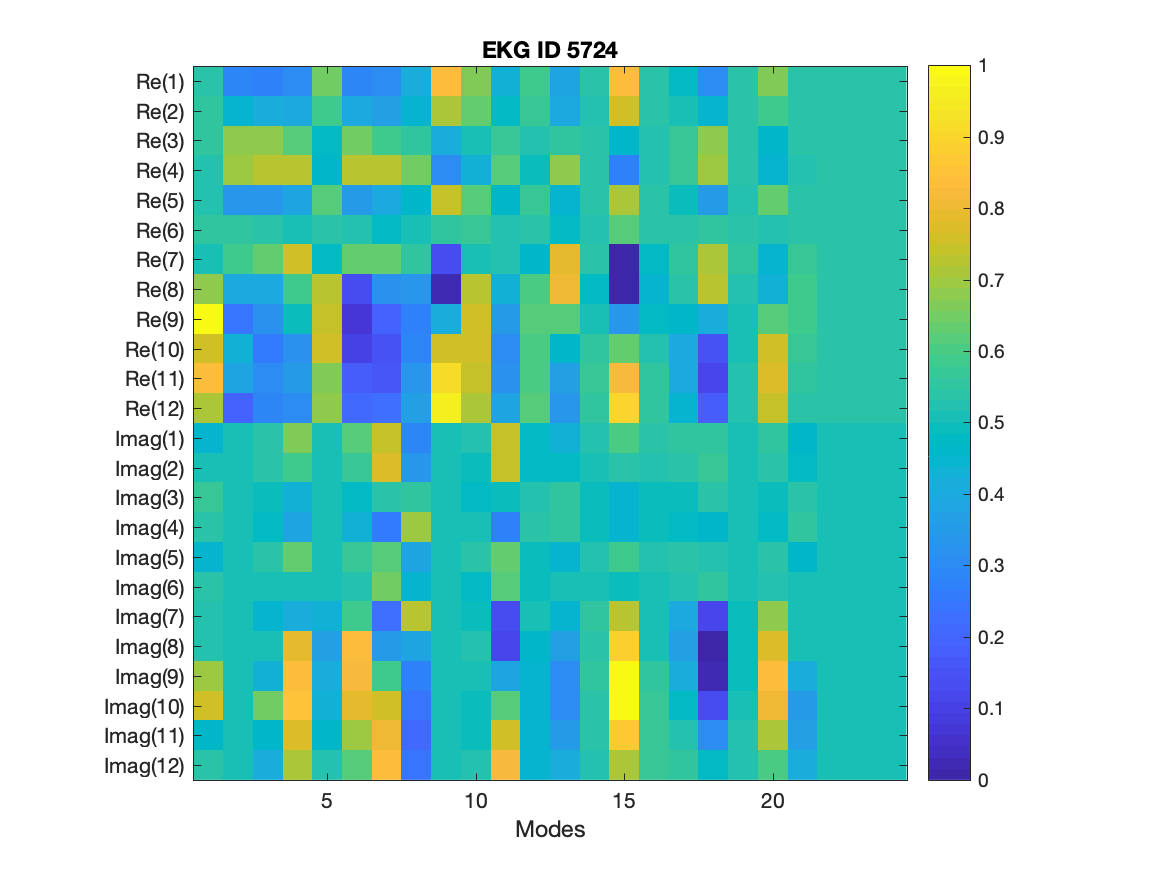 EKG ID 5724
Re(1)
Re(2)
Re(3)
Re(4)
Re(5)
Re(6)
Re(7)
Re(8)
Re(9)
Re(10)
Re(11)
Re(12)
Imag(1)
Imag(2)
Imag(3)
Imag(4)
Imag(5)
Imag(6)
Imag(7)
Imag(8)
Imag(9)
Imag(10)
Imag(11)
Imag(12)
5 10 15 20
Modes
1
0.9
0.8
0.7
0.6
0.5
0.4
0.3
0.2
0.1
0